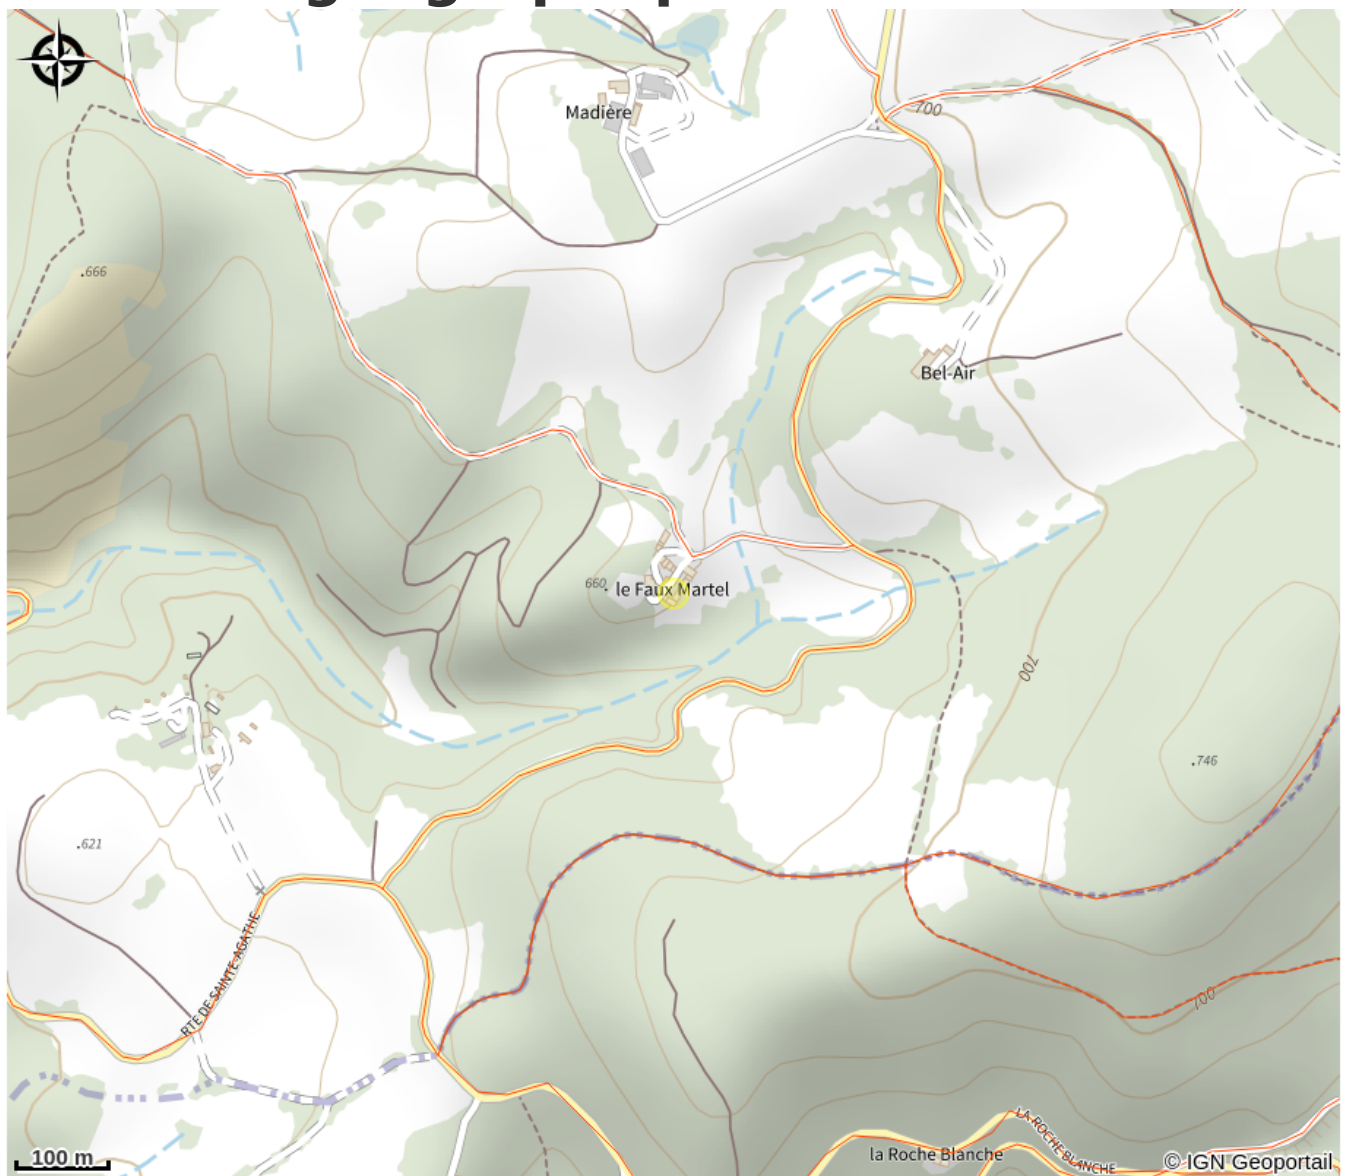 Madière
700
.666
Bel-Air
660
le Faux Martel
700
.746
.621
RTE DE SAINTE-AGATHE
700
LA ROCHE BLANCHE
la Roche Blanche
100 m
© IGN Geoportail